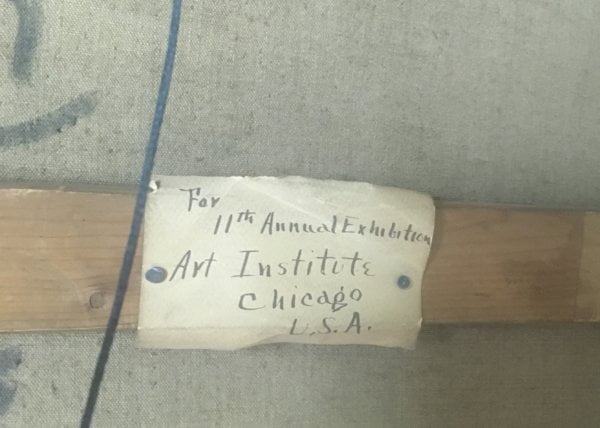 For
11th Annual Exhibition
Art Institute
Chicago
U.S.A.